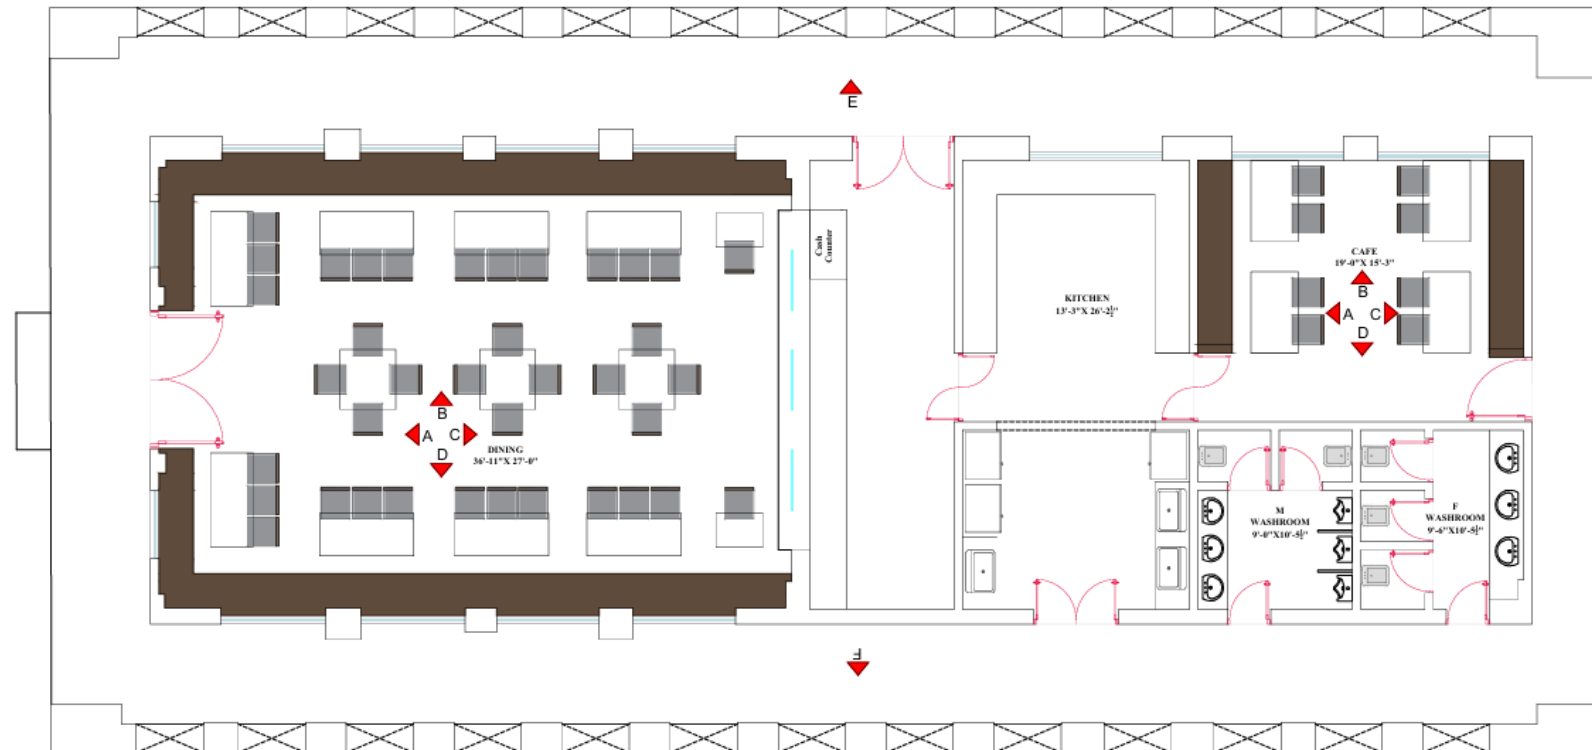 E
Cash
Counter
CAFE
19'-0"X 15'-3"
B
A
C
D
KITCHEN
13'-3"X 26'-2½"
B
A
C
D
DINING
36'-11"X 27'-0"
M
WASHROOM
9'-0"X10'-5½"
F
WASHROOM
9'-6"X10'-5½"
F